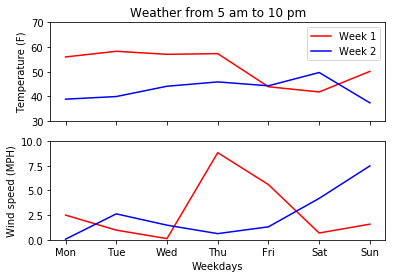 Weather from 5 am to 10 pm
Temperature (F)
70
60
50
40
30
Week 1
Week 2
Wind speed (MPH)
10.0
7.5
5.0
2.5
0.0
Mon Tue Wed Thu Fri Sat Sun
Weekdays